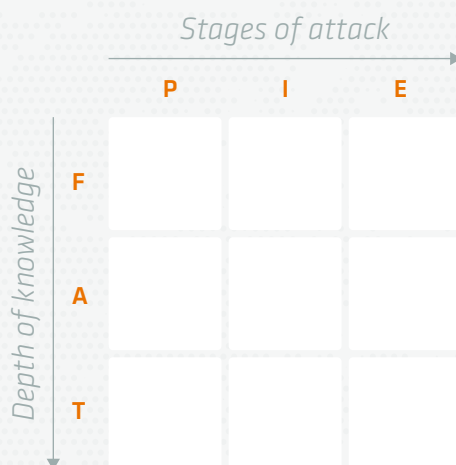 Stages of attack
P I E
Depth of knowledge
F
A
T